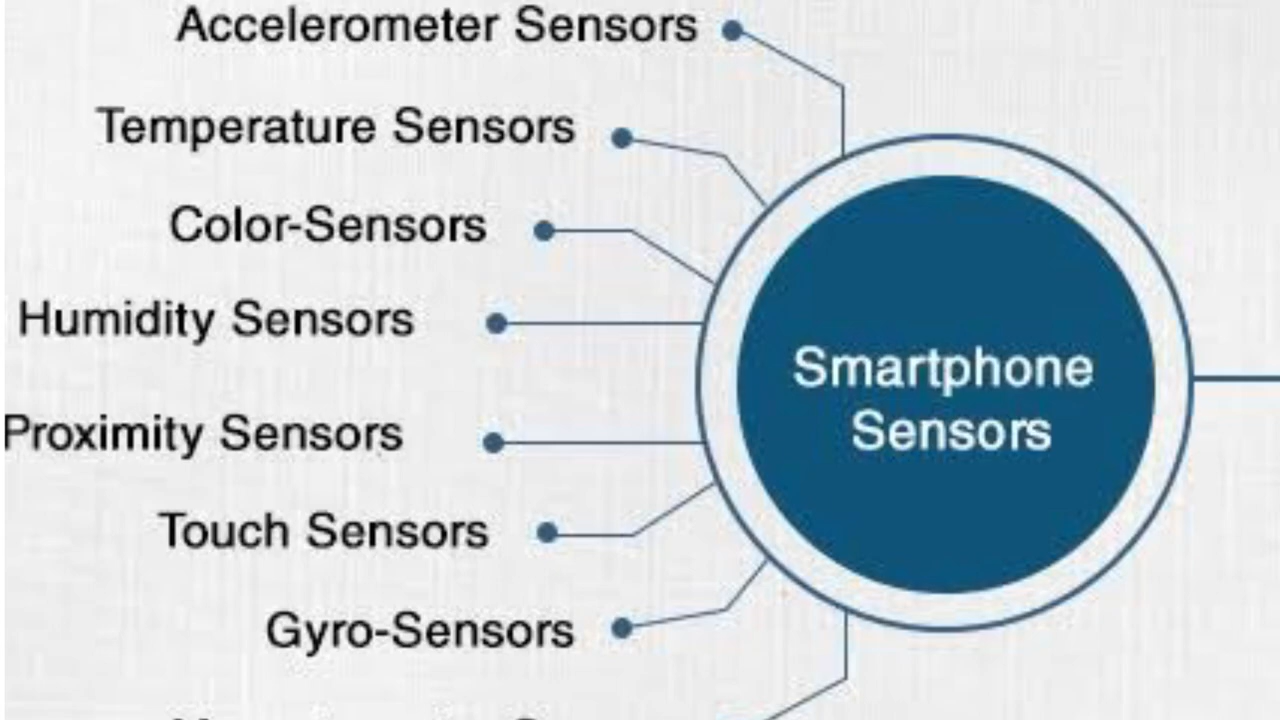 Accelerometer Sensors
Temperature Sensors
Color-Sensors
Humidity Sensors
Smartphone
Sensors
Proximity Sensors
Touch Sensors
Gyro-Sensors